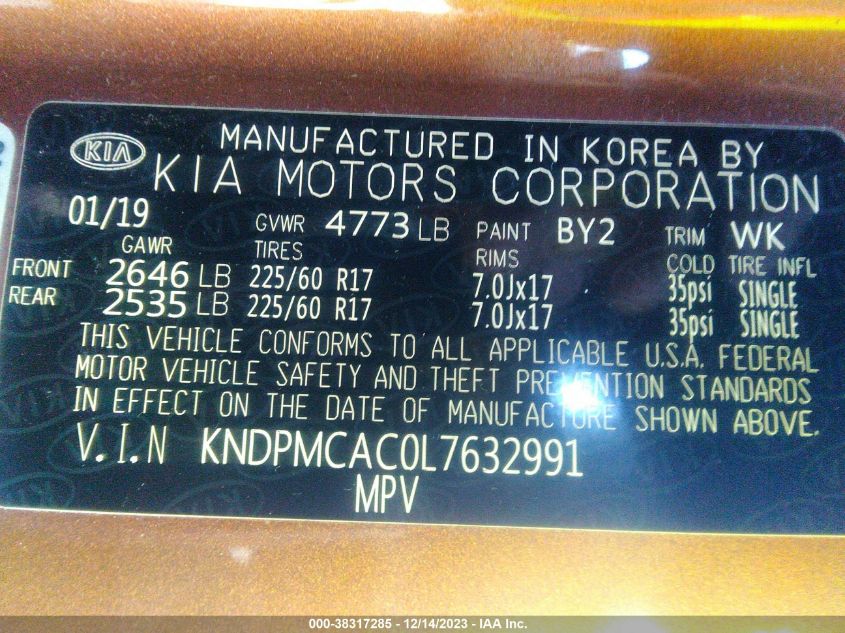 KIA
MANUFACTURED IN KOREA BY
KIA MOTORS CORPORATION
01/19 GVWR 4773 LB PAINT BY2 TRIM WK
GAWR TIRES RIMS COLD TIRE INFL
FRONT 2646 LB 225/60 R17 7.0Jx17 35psi SINGLE
REAR 2535 LB 225/60 R17 7.0Jx17 35psi SINGLE
THIS VEHICLE CONFORMS TO ALL APPLICABLE U.S.A. FEDERAL
MOTOR VEHICLE SAFETY AND THEFT PREVENTION STANDARDS
IN EFFECT ON THE DATE OF MANUFACTURE SHOWN ABOVE.
V.I.N KNDPMCAC0L7632991
MPV
000-38317285 - 12/14/2023 - IAA Inc.